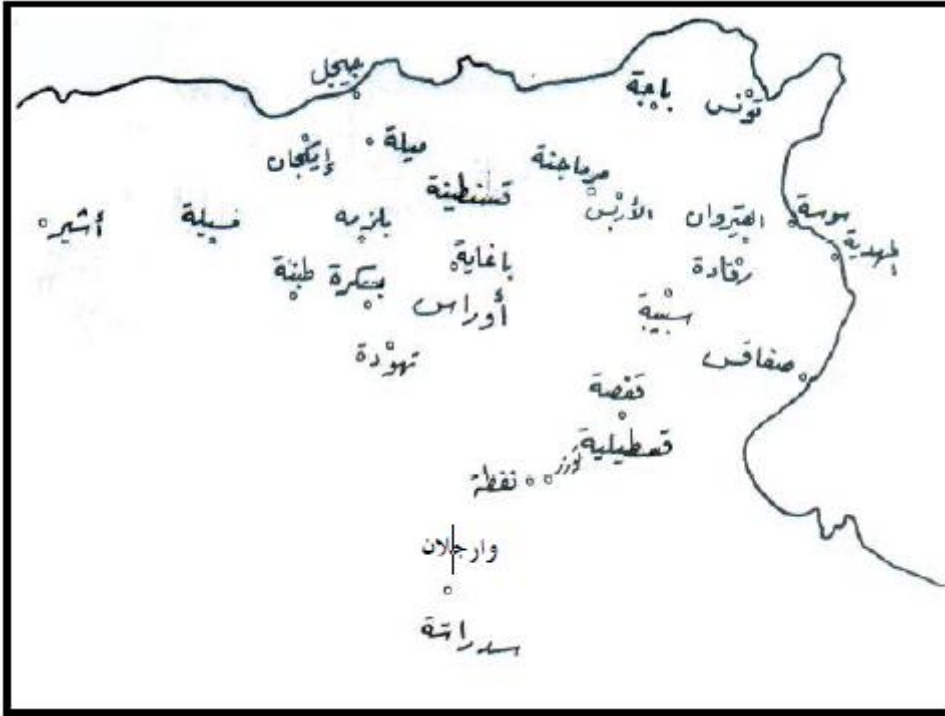 جيجل
باجة
تونس
ميلة
إيكجان
مرماجنة
قسنطينة
الأربس
القيروان
سوسة
المهدية
بلزمة
مسيلة
أشير
باغاية
رقادة
طبنة
بسكرة
أوراس
سبيبة
تهودة
صفاقس
قفصة
قسطيلية
توزر
نفطة
وارجلان
سدراتة